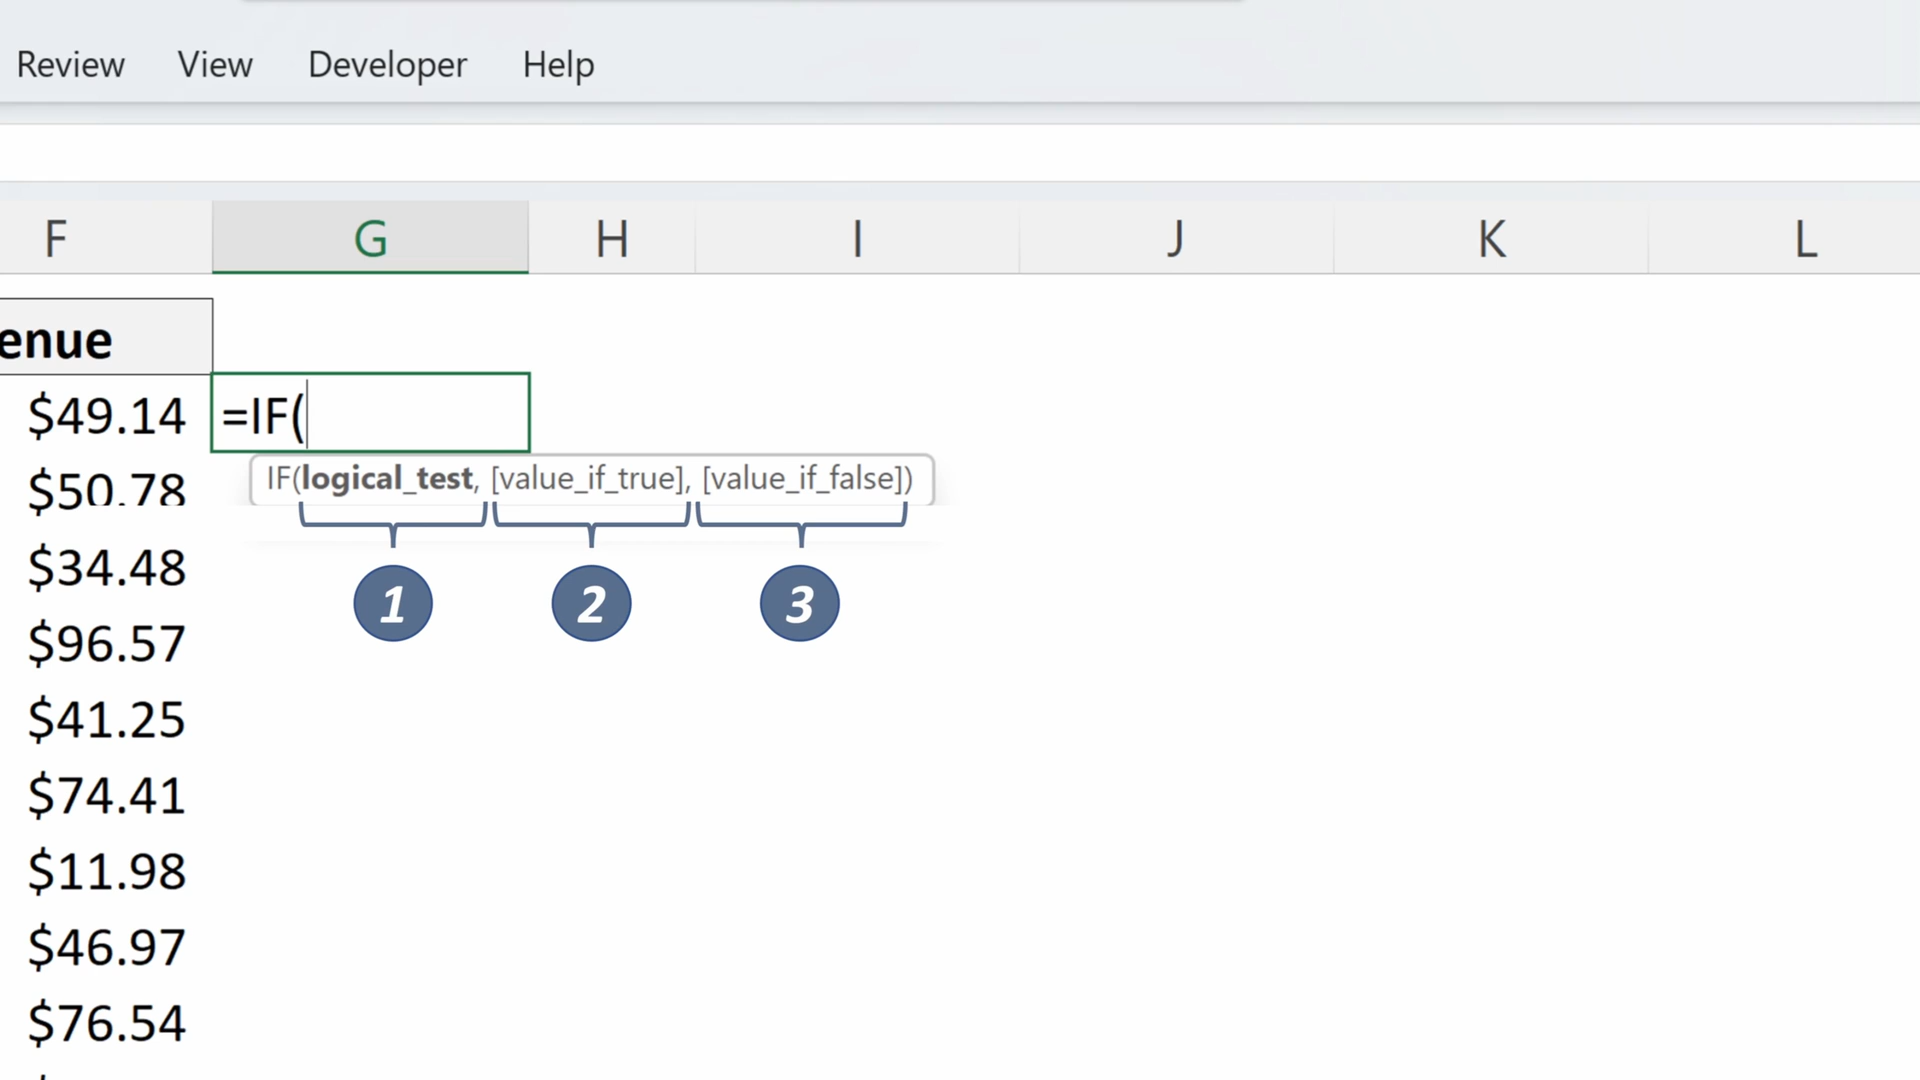 Review View Developer Help
F G H I J K L
enue
$49.14 =IF(
IF(logical_test, [value_if_true], [value_if_false])
$50.78
$34.48
1 2 3
$96.57
$41.25
$74.41
$11.98
$46.97
$76.54